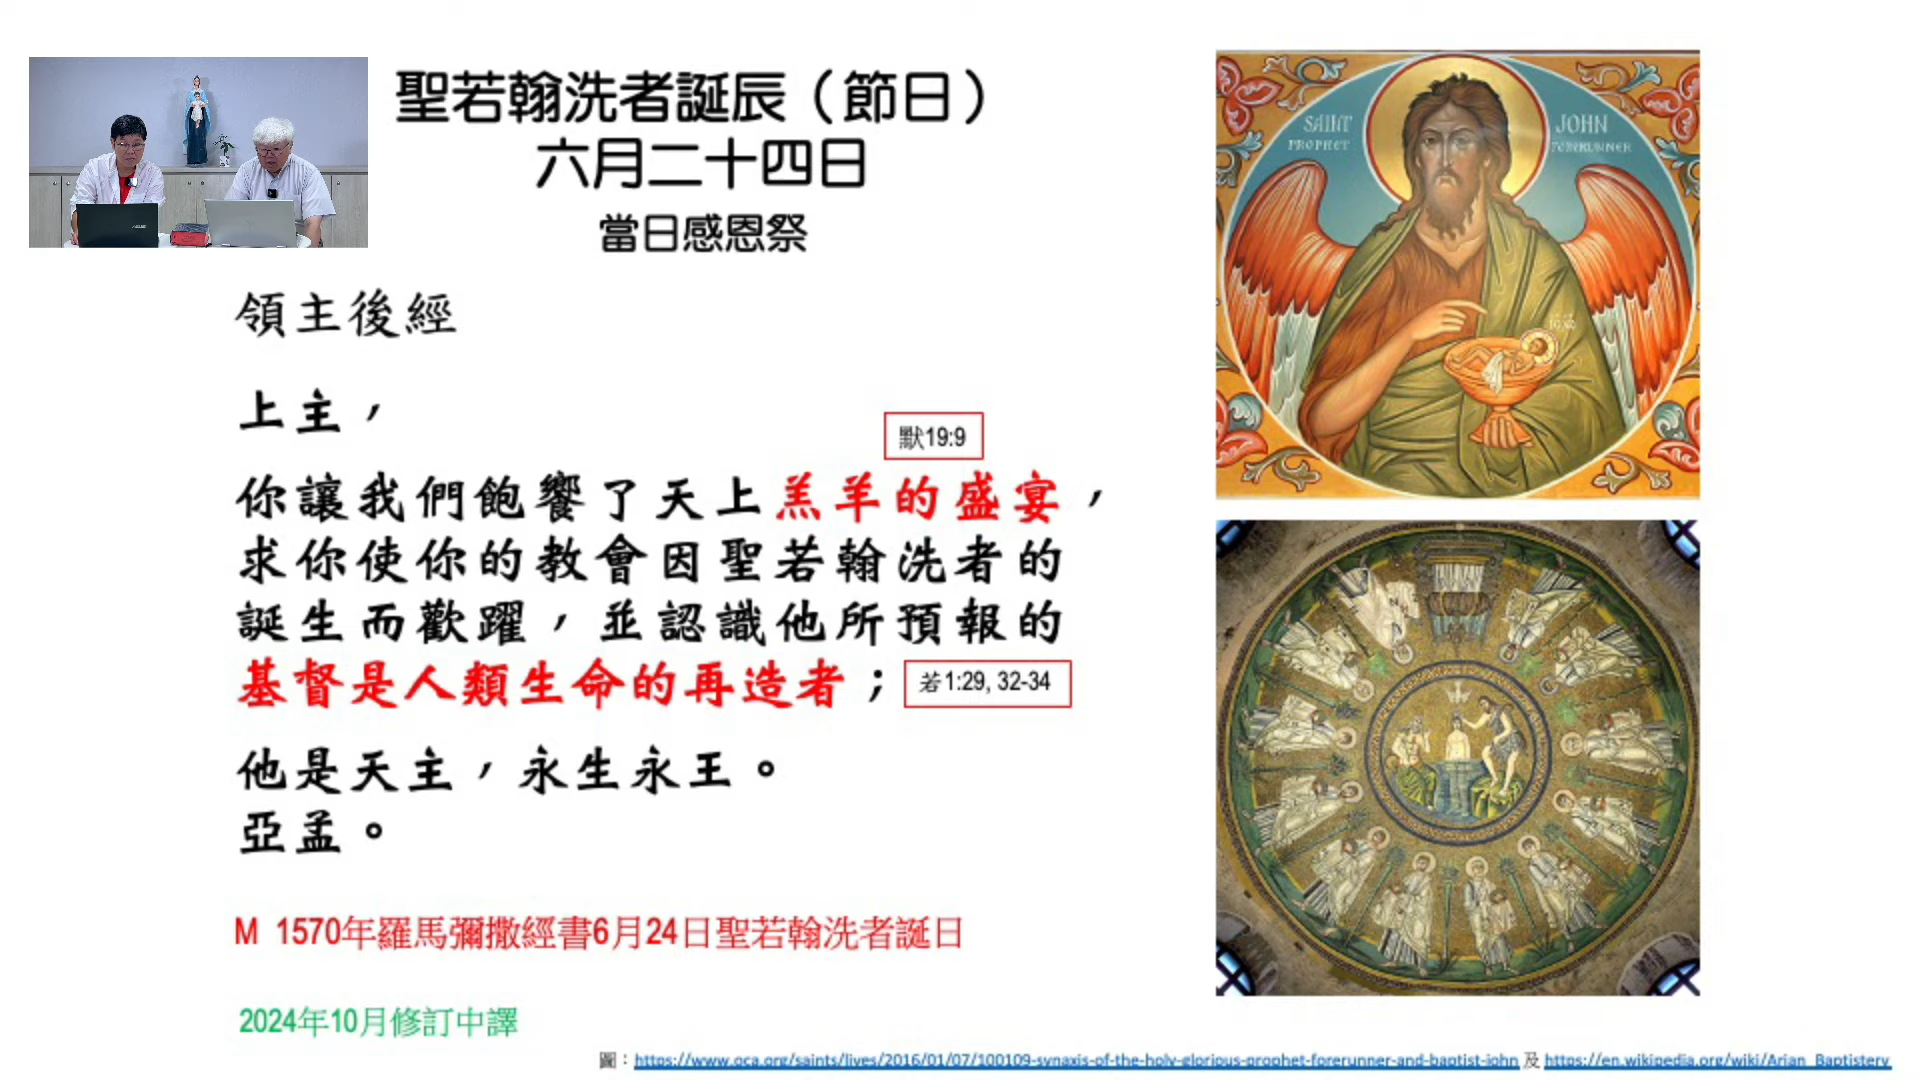 聖若翰洗者誕辰（節日）
六月二十四日
當日感恩祭
SAINT JOHN
PROPHET FORERUNNER
領主後經
上主，
默19:9
你讓我們飽饗了天上羔羊的盛宴，
求你使你的教會因聖若翰洗者的
誕生而歡躍，並認識他所預報的
基督是人類生命的再造者；
若1:29, 32-34
他是天主，永生永王。
亞孟。
M 1570年羅馬彌撒經書6月24日聖若翰洗者誕日
2024年10月修訂中譯
圖：https://www.oca.org/saints/lives/2016/01/07/100109-synaxis-of-the-holy-glorious-prophet-forerunner-and-baptist-john 及 https://en.wikipedia.org/wiki/Arian_Baptistery